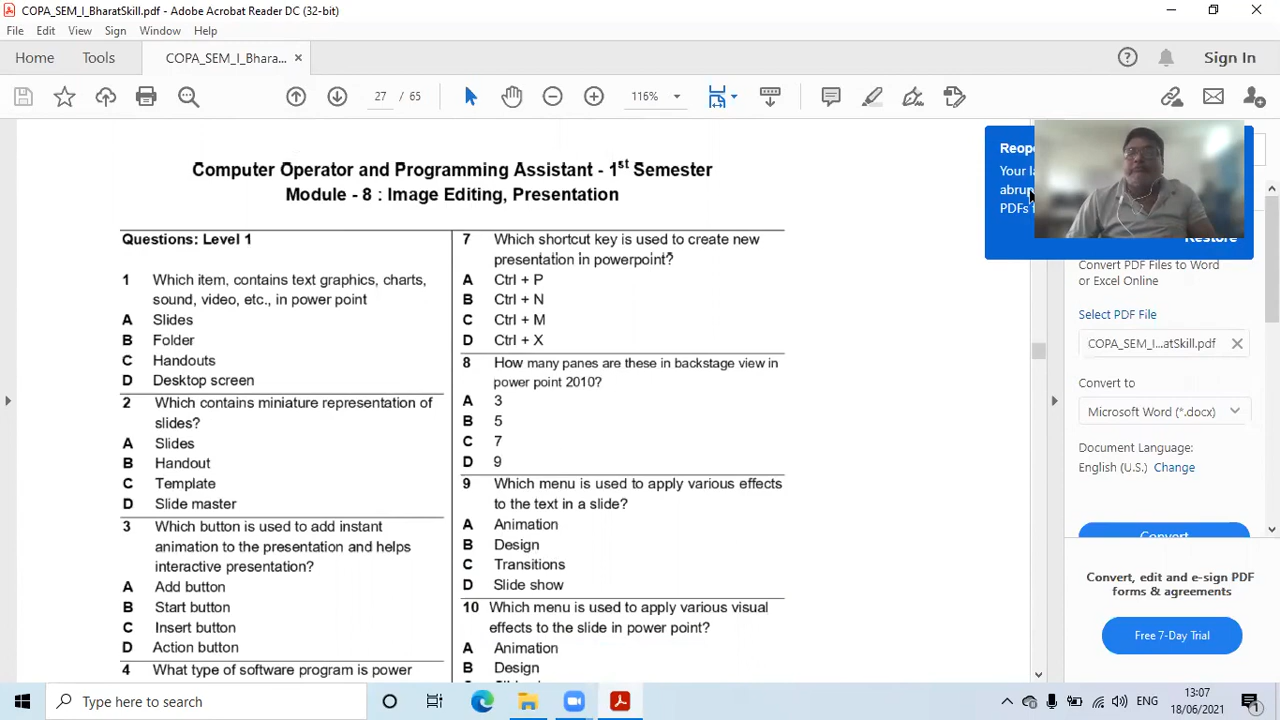 COPA_SEM_I_BharatSkill.pdf - Adobe Acrobat Reader DC (32-bit)
File Edit View Sign Window Help
Home Tools COPA_SEM_I_Bhara... Sign In
27 / 65 116%
Computer Operator and Programming Assistant - 1st Semester
Module - 8 : Image Editing, Presentation
Questions: Level 1
1 Which item, contains text graphics, charts,
sound, video, etc., in power point
A Slides
B Folder
C Handouts
D Desktop screen
2 Which contains miniature representation of
slides?
A Slides
B Handout
C Template
D Slide master
3 Which button is used to add instant
animation to the presentation and helps
interactive presentation?
A Add button
B Start button
C Insert button
D Action button
4 What type of software program is power
7 Which shortcut key is used to create new
presentation in powerpoint?
A Ctrl + P
B Ctrl + N
C Ctrl + M
D Ctrl + X
8 How many panes are these in backstage view in
power point 2010?
A 3
B 5
C 7
D 9
9 Which menu is used to apply various effects
to the text in a slide?
A Animation
B Design
C Transitions
D Slide show
10 Which menu is used to apply various visual
effects to the slide in power point?
A Animation
B Design
Your
PDFs
Restore
Convert PDF Files to Word
or Excel Online
Select PDF File
COPA_SEM_I...atSkill.pdf
Convert to
Microsoft Word (*.docx)
Document Language:
English (U.S.) Change
Convert
Convert, edit and e-sign PDF
forms & agreements
Free 7-Day Trial
Type here to search
ENG
13:07
18/06/2021
1